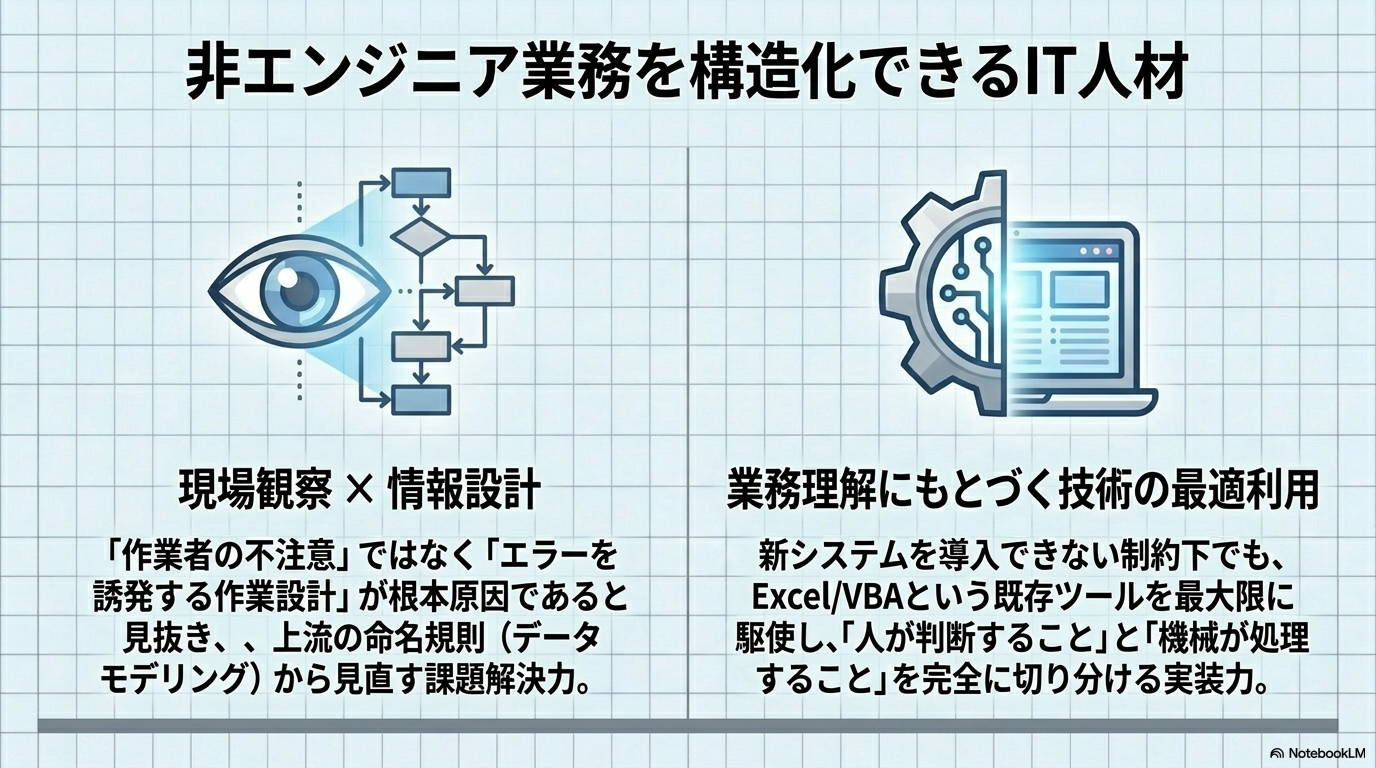 非エンジニア業務を構造化できるIT人材
現場観察 × 情報設計
「作業者の不注意」ではなく「エラーを
誘発する作業設計」が根本原因であると
見抜き、、上流の命名規則（データ
モデリング）から見直す課題解決力。
業務理解にもとづく技術の最適利用
新システムを導入できない制約下でも、
Excel/VBAという既存ツールを最大限に
駆使し、「人が判断すること」と「機械が処理
すること」を完全に切り分ける実装力。
NotebookLM